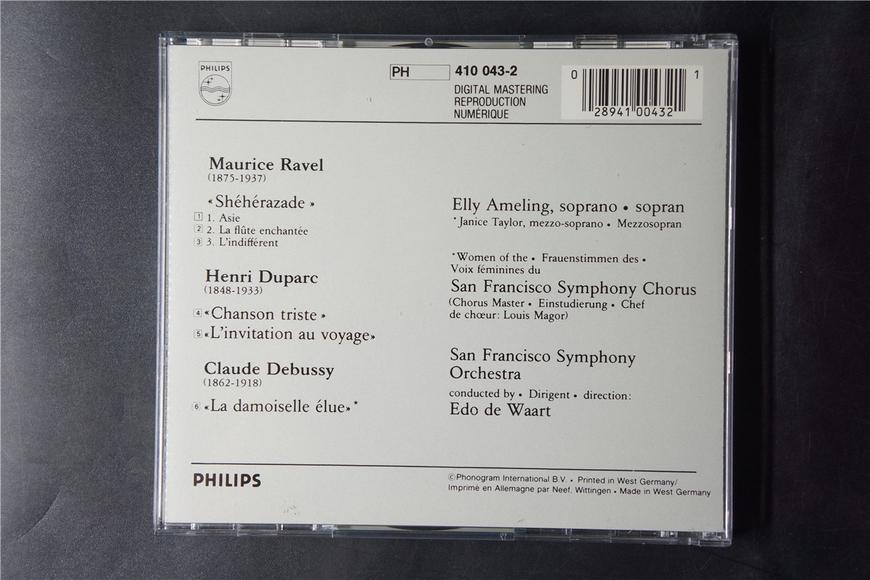 PHILIPS
PH 410 043-2
DIGITAL MASTERING
REPRODUCTION
NUMÉRIQUE
0 28941 00432 1
Maurice Ravel
(1875-1937)
«Shéhérazade»
1 1. Asie
2 2. La flûte enchantée
3 3. L'indifférent
Henri Duparc
(1848-1933)
4 «Chanson triste»
5 «L'invitation au voyage»
Claude Debussy
(1862-1918)
6 «La damoiselle élue»*
Elly Ameling, soprano • sopran
*Janice Taylor, mezzo-soprano • Mezzosopran
*Women of the • Frauenstimmen des •
Voix féminines du
San Francisco Symphony Chorus
(Chorus Master • Einstudierung • Chef
de chœur: Louis Magor)
San Francisco Symphony
Orchestra
conducted by • Dirigent • direction:
Edo de Waart
PHILIPS
©Phonogram International B.V. • Printed in West Germany/
Imprimé en Allemagne par Neef, Wittingen • Made in West Germany